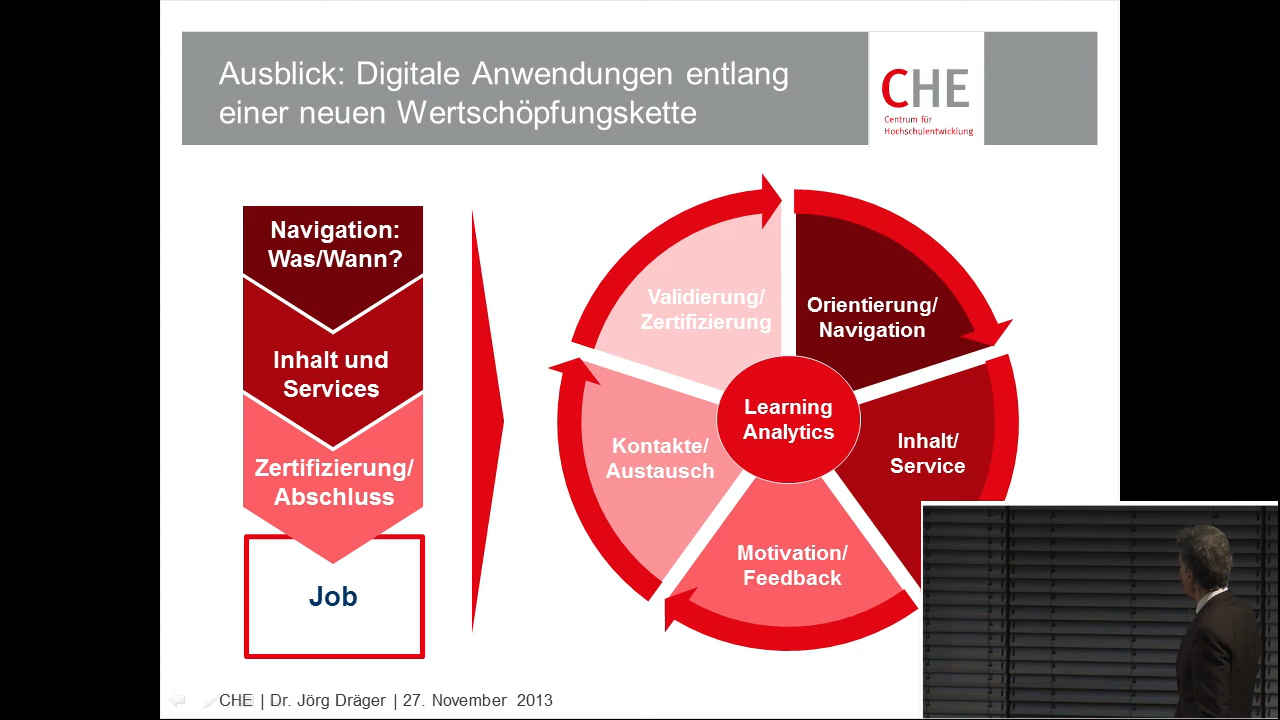 Ausblick: Digitale Anwendungen entlang
einer neuen Wertschöpfungskette
CHE
Centrum für
Hochschulentwicklung
Navigation:
Was/Wann?
Inhalt und
Services
Zertifizierung/
Abschluss
Job
Validierung/
Zertifizierung
Orientierung/
Navigation
Learning
Analytics
Kontakte/
Austausch
Inhalt/
Service
Motivation/
Feedback
CHE | Dr. Jörg Dräger | 27. November 2013